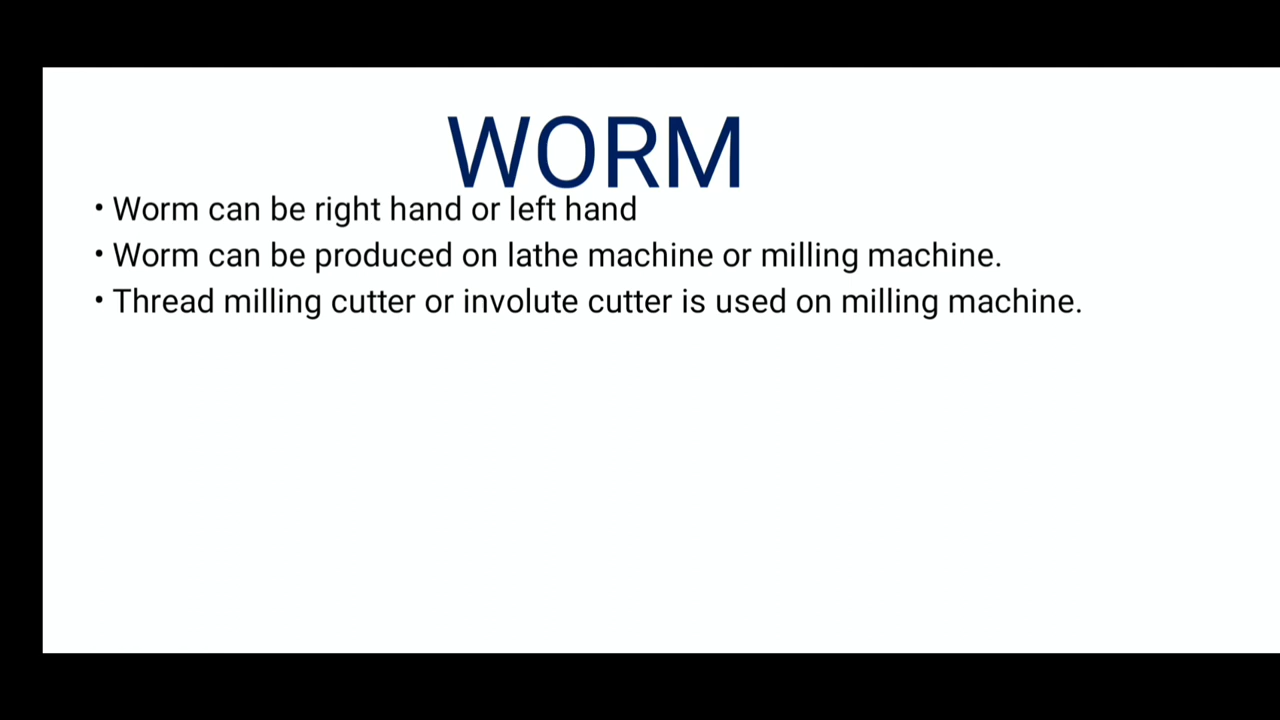 WORM
• Worm can be right hand or left hand
• Worm can be produced on lathe machine or milling machine.
• Thread milling cutter or involute cutter is used on milling machine.